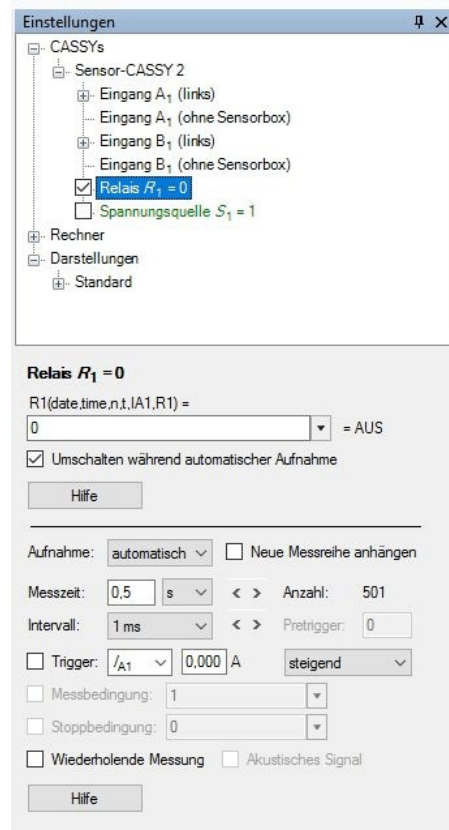 Einstellungen
CASSYs
Sensor-CASSY 2
Eingang A₁ (links)
Eingang A₁ (ohne Sensorbox)
Eingang B₁ (links)
Eingang B₁ (ohne Sensorbox)
Relais R₁ = 0
Spannungsquelle S₁ = 1
Rechner
Darstellungen
Standard
Relais R₁ = 0
R1(date,time,n,t,IA1,R1) =
0 = AUS
Umschalten während automatischer Aufnahme
Hilfe
Aufnahme: automatisch Neue Messreihe anhängen
Messzeit: 0,5 s < > Anzahl: 501
Intervall: 1 ms < > Pretrigger: 0
Trigger: I_A1 0,000 A steigend
Messbedingung: 1
Stoppbedingung: 0
Wiederholende Messung Akustisches Signal
Hilfe